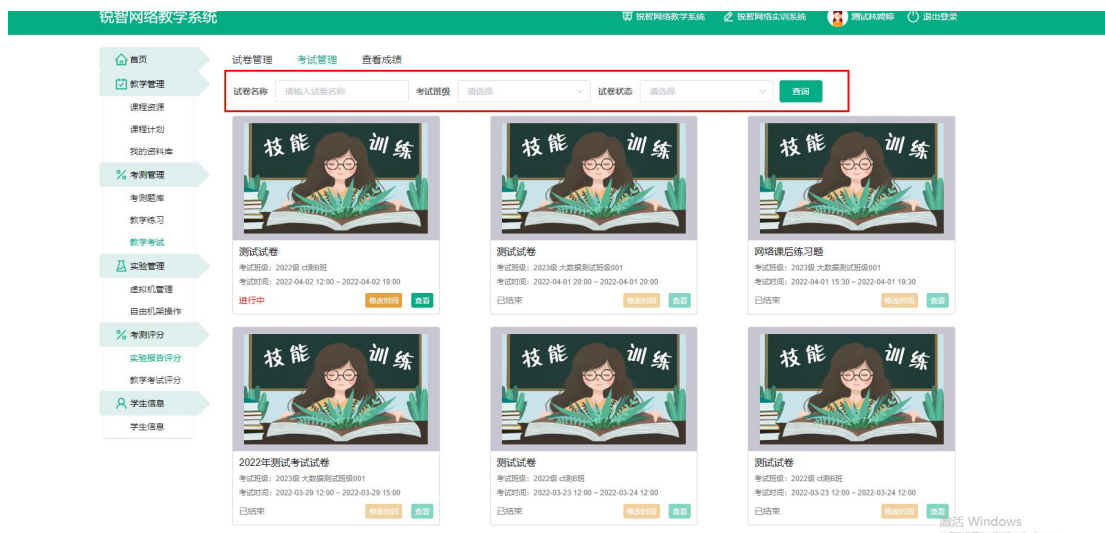 锐智网络教学系统
锐智网络教学系统 锐智网络实训系统 测试林婷婷 退出登录
首页
教学管理
课程资源
课程计划
我的资料库
考测管理
考测题库
教学练习
教学考试
实验管理
虚拟机管理
自由机架操作
考测评分
实验报告评分
教学考试评分
学生信息
学生信息
试卷管理 考试管理 查看成绩
试卷名称 请输入试卷名称 考试班级 请选择 试卷状态 请选择 查询
技能训练
测试试卷
考试班级：2022级 ct测B班
考试时间：2022-04-02 12:00 ~ 2022-04-02 19:00
进行中 修改时间 查看
技能训练
测试试卷
考试班级：2023级 大数据测试班级001
考试时间：2022-04-01 20:00 ~ 2022-04-01 20:00
已结束 修改时间 查看
技能训练
网络课后练习题
考试班级：2023级 大数据测试班级001
考试时间：2022-04-01 15:30 ~ 2022-04-01 19:30
已结束 修改时间 查看
技能训练
2022年测试考试试卷
考试班级：2023级 大数据测试班级001
考试时间：2022-03-29 12:00 ~ 2022-03-29 15:00
已结束 修改时间 查看
技能训练
测试试卷
考试班级：2022级 ct测B班
考试时间：2022-03-23 12:00 ~ 2022-03-24 12:00
已结束 修改时间 查看
技能训练
测试试卷
考试班级：2022级 ct测B班
考试时间：2022-03-23 12:00 ~ 2022-03-24 12:00
已结束 修改时间 查看
激活 Windows